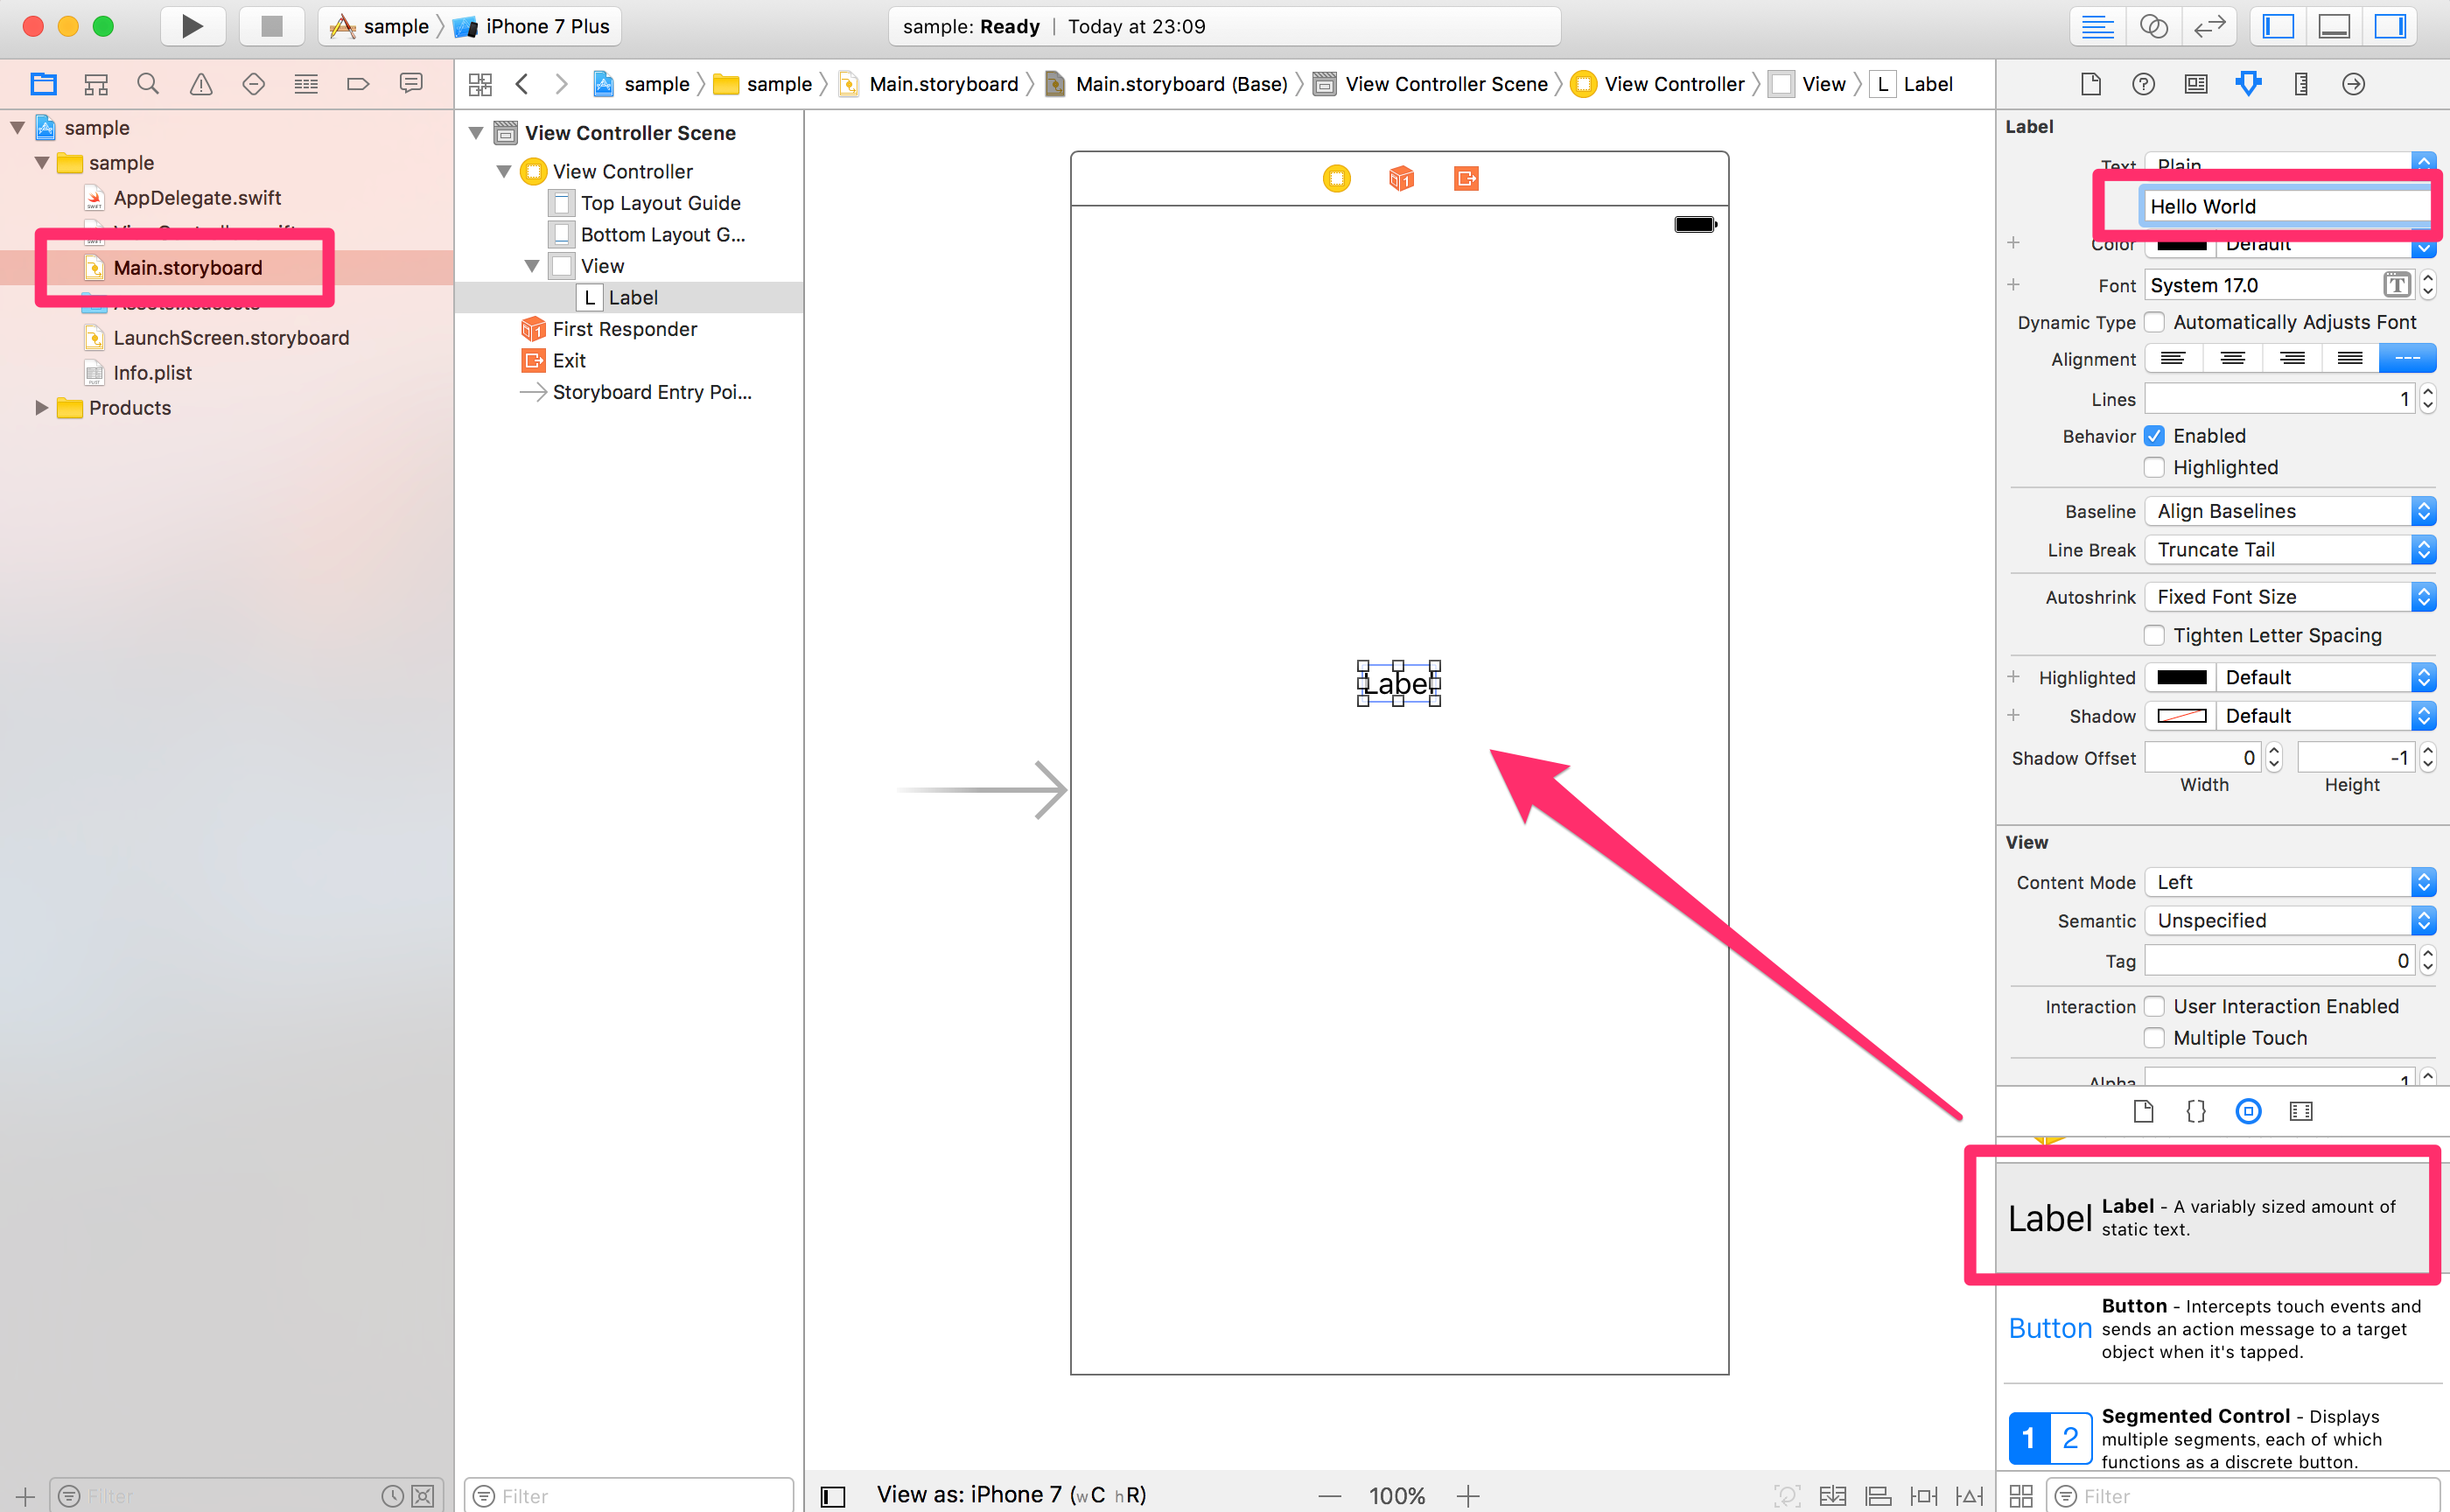 sample
iPhone 7 Plus
sample: Ready | Today at 23:09
sample
sample
AppDelegate.swift
Main.storyboard
LaunchScreen.storyboard
Info.plist
Products
Filter
sample
sample
Main.storyboard
Main.storyboard (Base)
View Controller Scene
View Controller
View
L Label
View Controller Scene
View Controller
Top Layout Guide
Bottom Layout G...
View
L Label
First Responder
Exit
Storyboard Entry Poi...
Filter
Label
View as: iPhone 7 (wC hR)
100%
Label
Text Plain
Hello World
Color Default
Font System 17.0 T
Dynamic Type Automatically Adjusts Font
Alignment
Lines 1
Behavior Enabled
Highlighted
Baseline Align Baselines
Line Break Truncate Tail
Autoshrink Fixed Font Size
Tighten Letter Spacing
Highlighted Default
Shadow Default
Shadow Offset 0 -1
Width Height
View
Content Mode Left
Semantic Unspecified
Tag 0
Interaction User Interaction Enabled
Multiple Touch
Alpha 1
{}
Label
Label - A variably sized amount of
static text.
Button
Button - Intercepts touch events and
sends an action message to a target
object when it's tapped.
1 2
Segmented Control - Displays
multiple segments, each of which
functions as a discrete button.
Filter